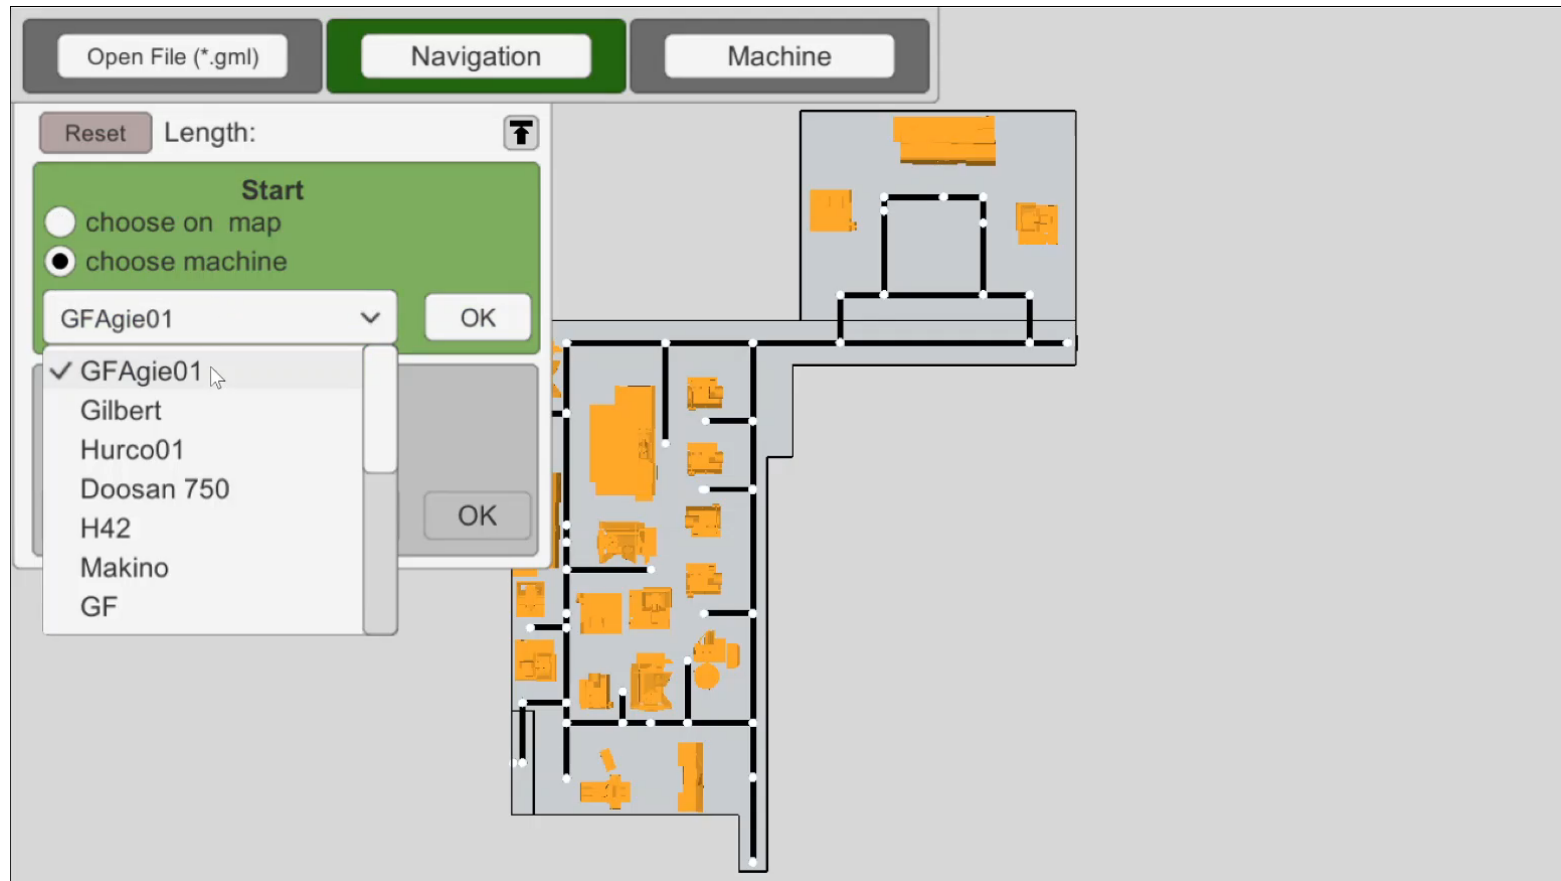 Open File (*.gml)
Navigation
Machine
Reset
Length:
Start
choose on  map
choose machine
GFAgie01
OK
GFAgie01
Gilbert
Hurco01
Doosan 750
H42
Makino
GF
OK